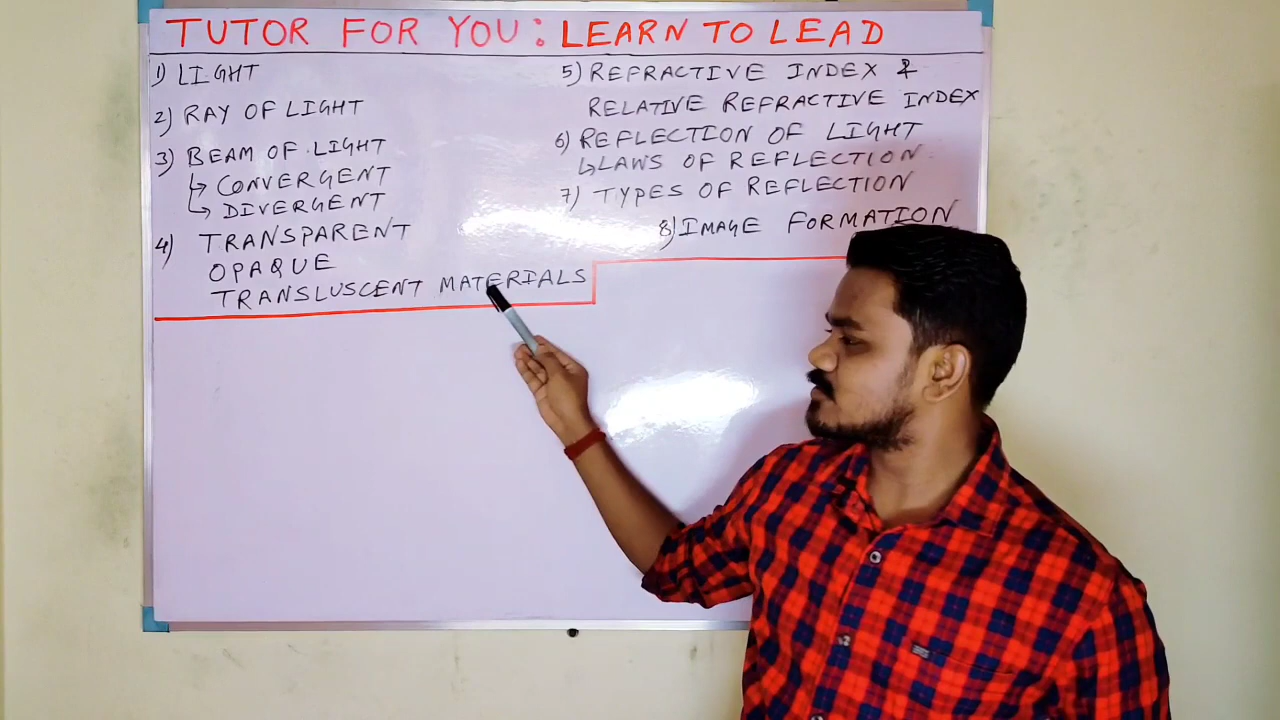 TUTOR FOR YOU: LEARN TO LEAD
1) LIGHT
2) RAY OF LIGHT
3) BEAM OF LIGHT
↳ CONVERGENT
↳ DIVERGENT
4) TRANSPARENT
OPAQUE
TRANSLUSCENT MATERIALS
5) REFRACTIVE INDEX &
RELATIVE REFRACTIVE INDEX
6) REFLECTION OF LIGHT
↳ LAWS OF REFLECTION
7) TYPES OF REFLECTION
8) IMAGE FORMATION